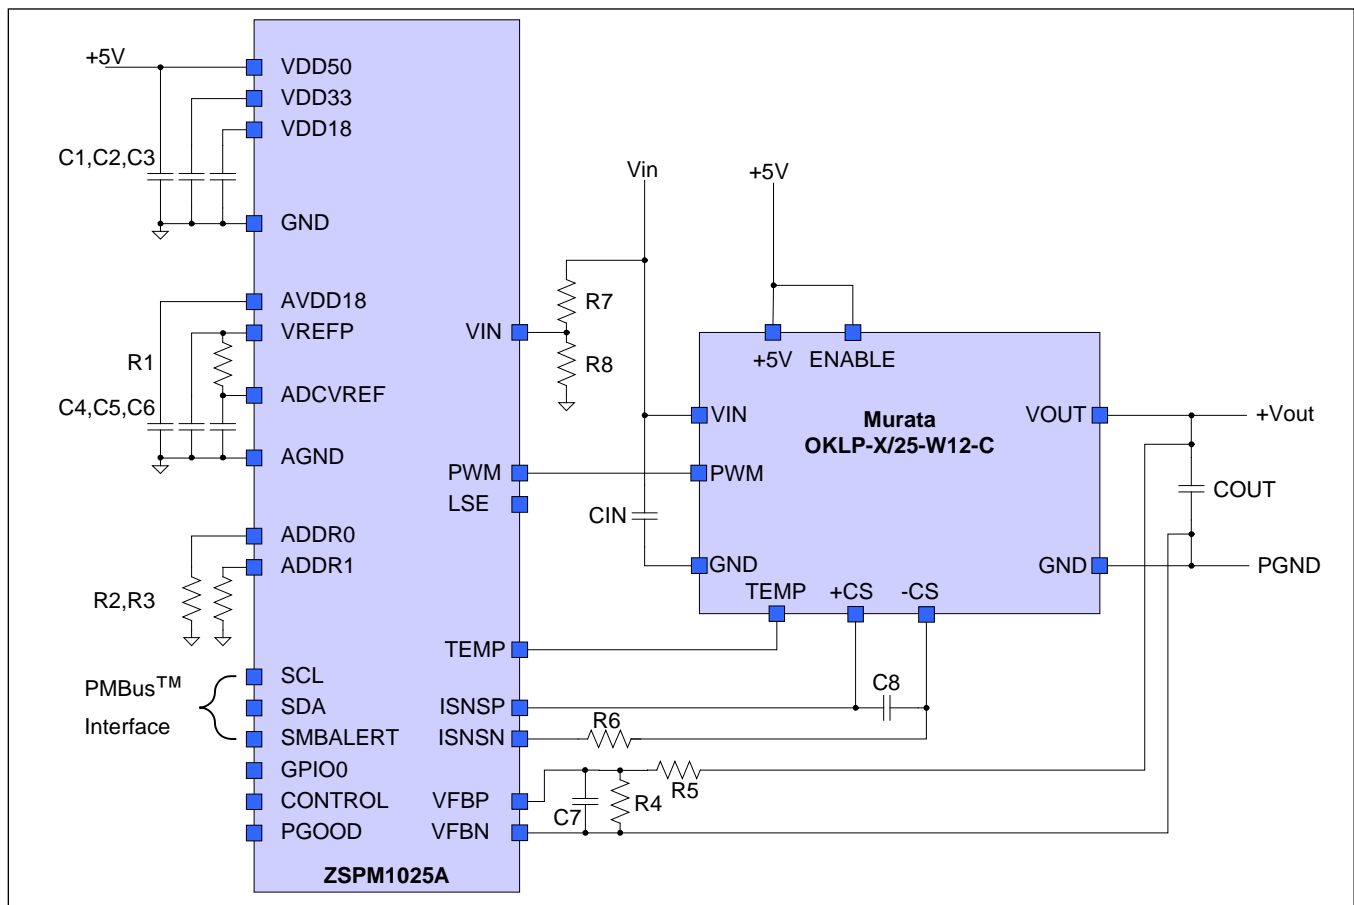 +5V
VDD50
VDD33
VDD18
C1,C2,C3
GND
AVDD18
VREFP
R1
ADCVREF
C4,C5,C6
AGND
ADDR0
ADDR1
R2,R3
PMBus™
Interface
SCL
SDA
SMBALERT
GPIO0
CONTROL
PGOOD
VIN
PWM
LSE
TEMP
ISNSP
ISNSN
VFBP
VFBN
ZSPM1025A
Vin
+5V
R7
R8
CIN
+5V
ENABLE
VIN
PWM
GND
Murata
OKLP-X/25-W12-C
VOUT
GND
TEMP
+CS
-CS
+Vout
COUT
PGND
C8
R6
R5
R4
C7